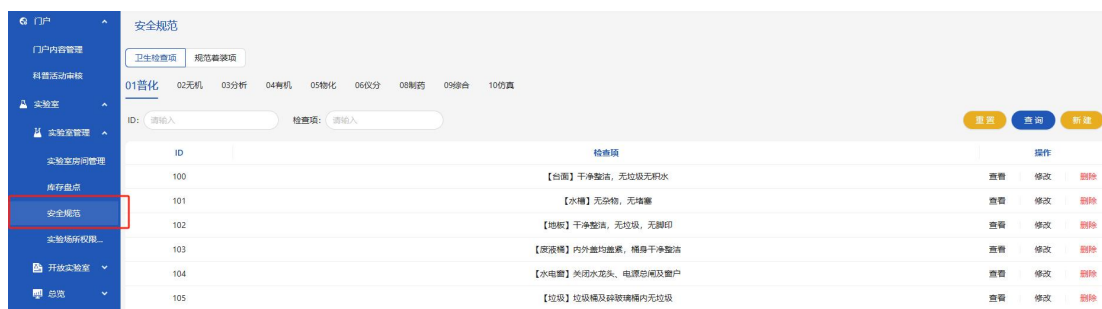 门户
门户内容管理
科普活动审核
实验室
实验室管理
实验室房间管理
库存盘点
安全规范
实验场所权限...
开放实验室
总览
安全规范
卫生检查项 规范着装项
01普化 02无机 03分析 04有机 05物化 06仪分 08制药 09综合 10仿真
ID: 请输入 检查项: 请输入 重置 查询 新建
ID 检查项 操作
100 【台面】干净整洁，无垃圾无积水 查看 修改 删除
101 【水槽】无杂物，无堵塞 查看 修改 删除
102 【地板】干净整洁，无垃圾，无脚印 查看 修改 删除
103 【废液桶】内外盖均盖紧，桶身干净整洁 查看 修改 删除
104 【水电窗】关闭水龙头、电源总闸及窗户 查看 修改 删除
105 【垃圾】垃圾桶及碎玻璃桶内无垃圾 查看 修改 删除